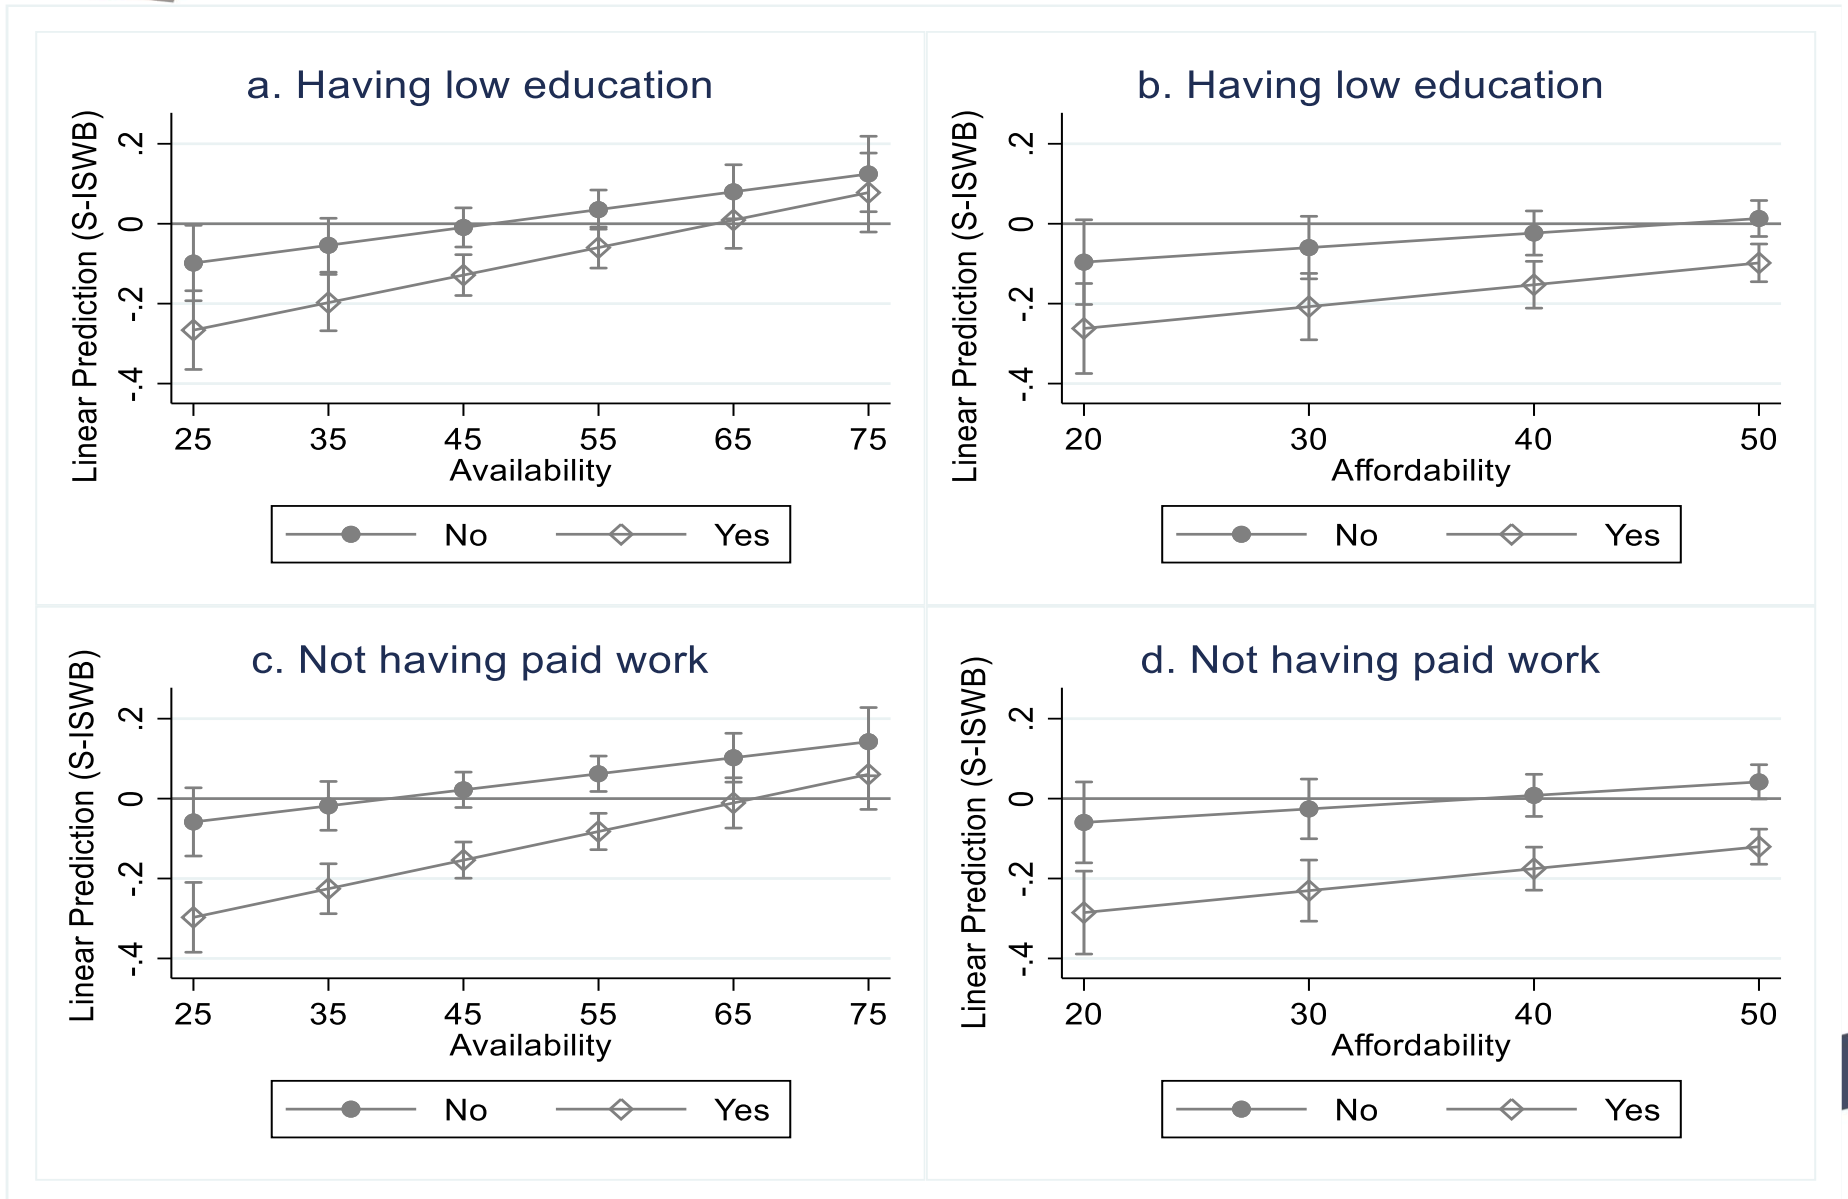 a. Having low education
Linear Prediction (S-ISWB)
.2
0
-.2
-.4
25 35 45 55 65 75
Availability
No Yes
b. Having low education
Linear Prediction (S-ISWB)
.2
0
-.2
-.4
20 30 40 50
Affordability
No Yes
c. Not having paid work
Linear Prediction (S-ISWB)
.2
0
-.2
-.4
25 35 45 55 65 75
Availability
No Yes
d. Not having paid work
Linear Prediction (S-ISWB)
.2
0
-.2
-.4
20 30 40 50
Affordability
No Yes